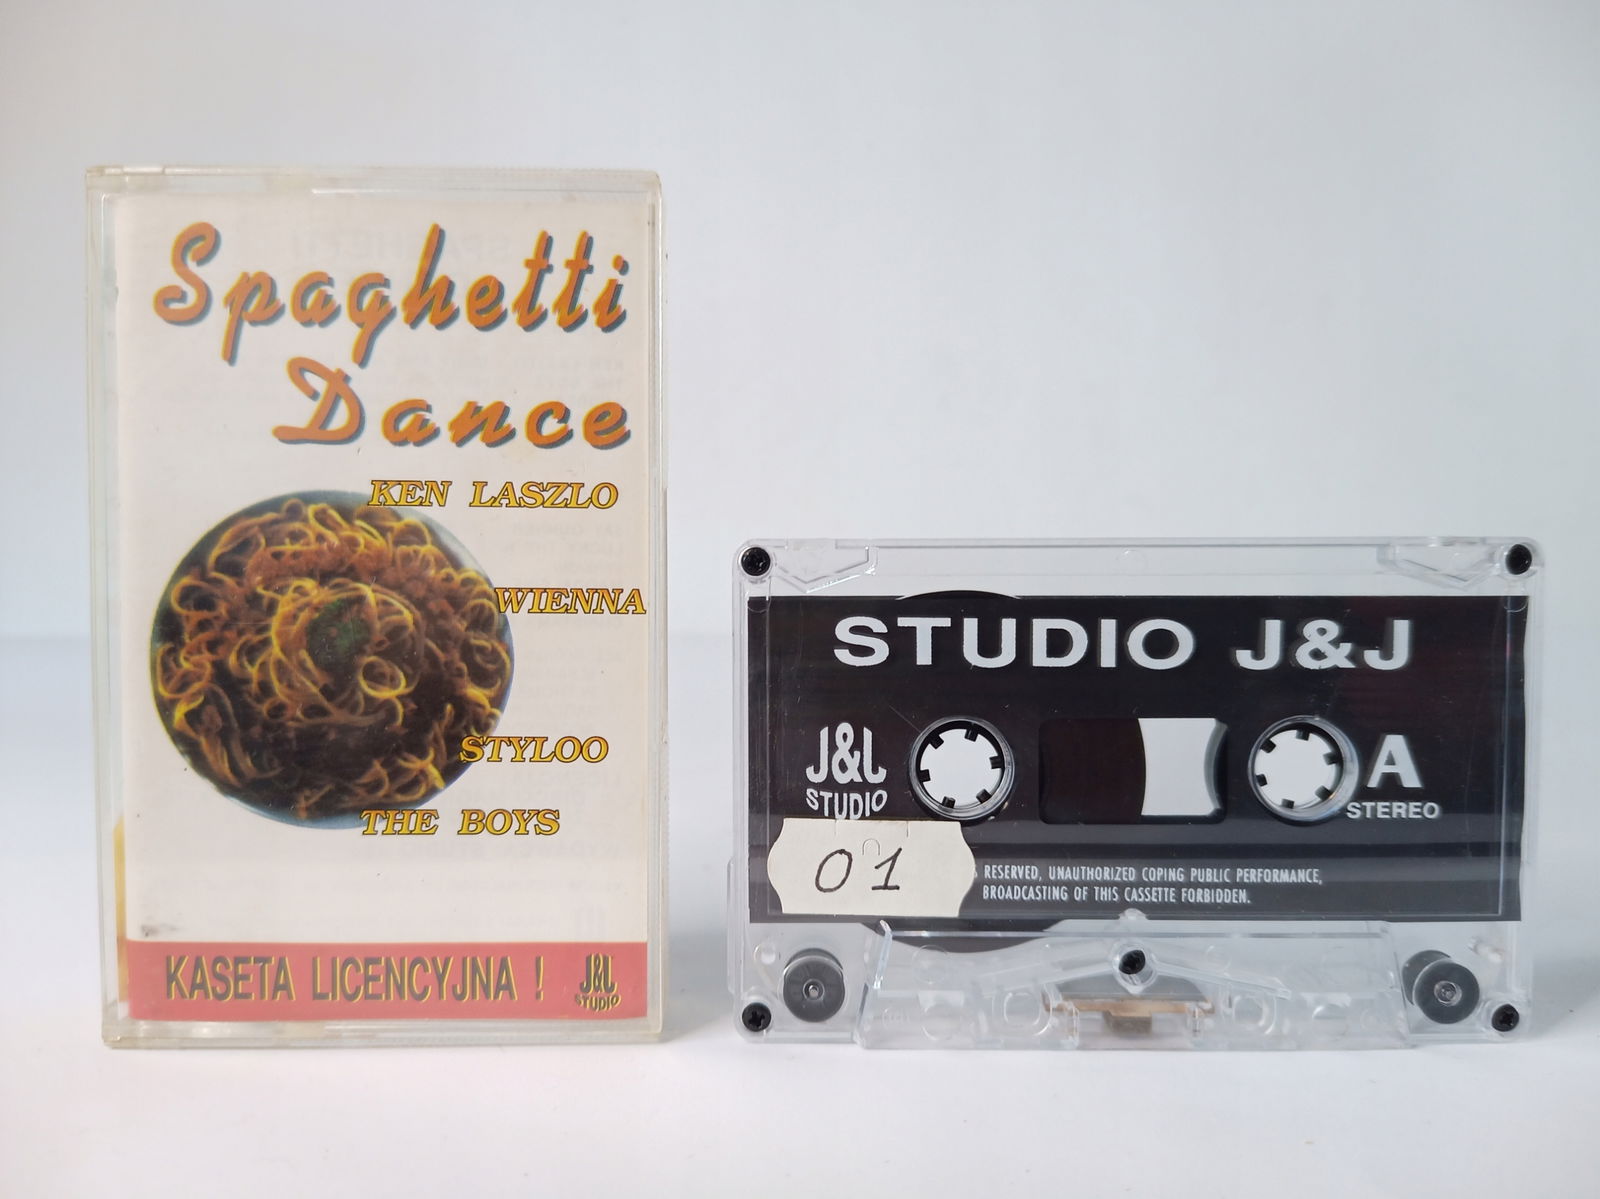 Spaghetti
Dance
KEN LASZLO
WIENNA
STYLOO
THE BOYS
KASETA LICENCYJNA !
J&J
STUDIO
STUDIO J&J
J&J
STUDIO
A
STEREO
01
RESERVED, UNAUTHORIZED COPING PUBLIC PERFORMANCE,
BROADCASTING OF THIS CASSETTE FORBIDDEN.